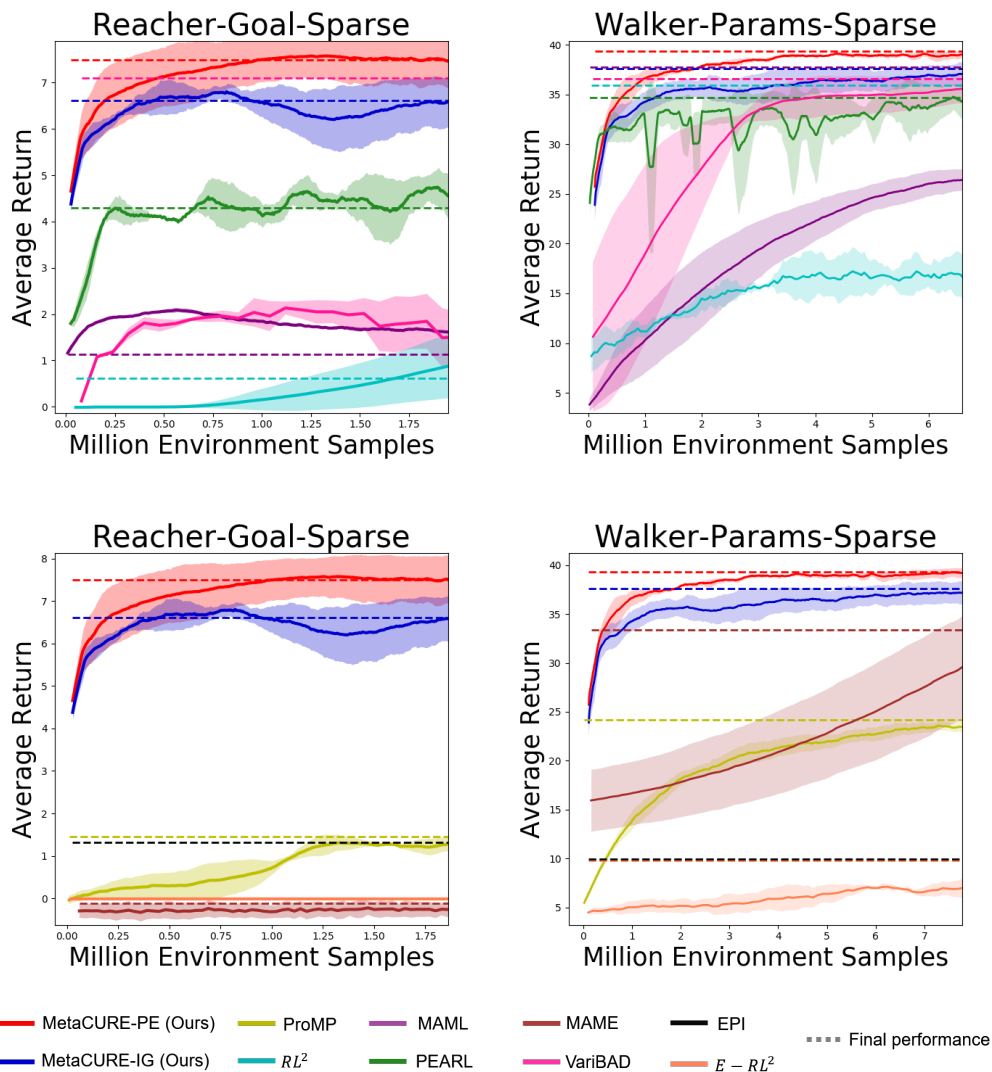 Reacher-Goal-Sparse
Average Return
7
6
5
4
3
2
1
0
0.00 0.25 0.50 0.75 1.00 1.25 1.50 1.75
Million Environment Samples
Walker-Params-Sparse
Average Return
40
35
30
25
20
15
10
5
0 1 2 3 4 5 6
Million Environment Samples
Reacher-Goal-Sparse
Average Return
8
7
6
5
4
3
2
1
0
0.00 0.25 0.50 0.75 1.00 1.25 1.50 1.75
Million Environment Samples
Walker-Params-Sparse
Average Return
40
35
30
25
20
15
10
5
0 1 2 3 4 5 6 7
Million Environment Samples
MetaCURE-PE (Ours) ProMP MAML MAME EPI
Final performance
MetaCURE-IG (Ours) RL² PEARL VariBAD E − RL²